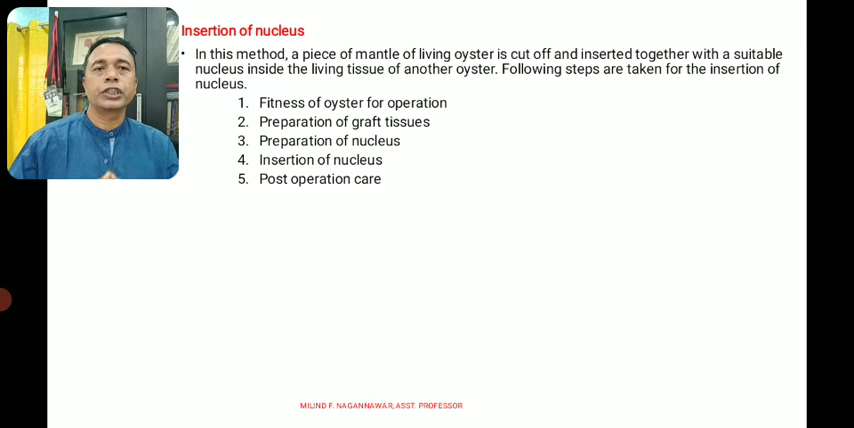 Insertion of nucleus
• In this method, a piece of mantle of living oyster is cut off and inserted together with a suitable
nucleus inside the living tissue of another oyster. Following steps are taken for the insertion of
nucleus.
1. Fitness of oyster for operation
2. Preparation of graft tissues
3. Preparation of nucleus
4. Insertion of nucleus
5. Post operation care
MILIND F. NAGANNAWAR, ASST. PROFESSOR